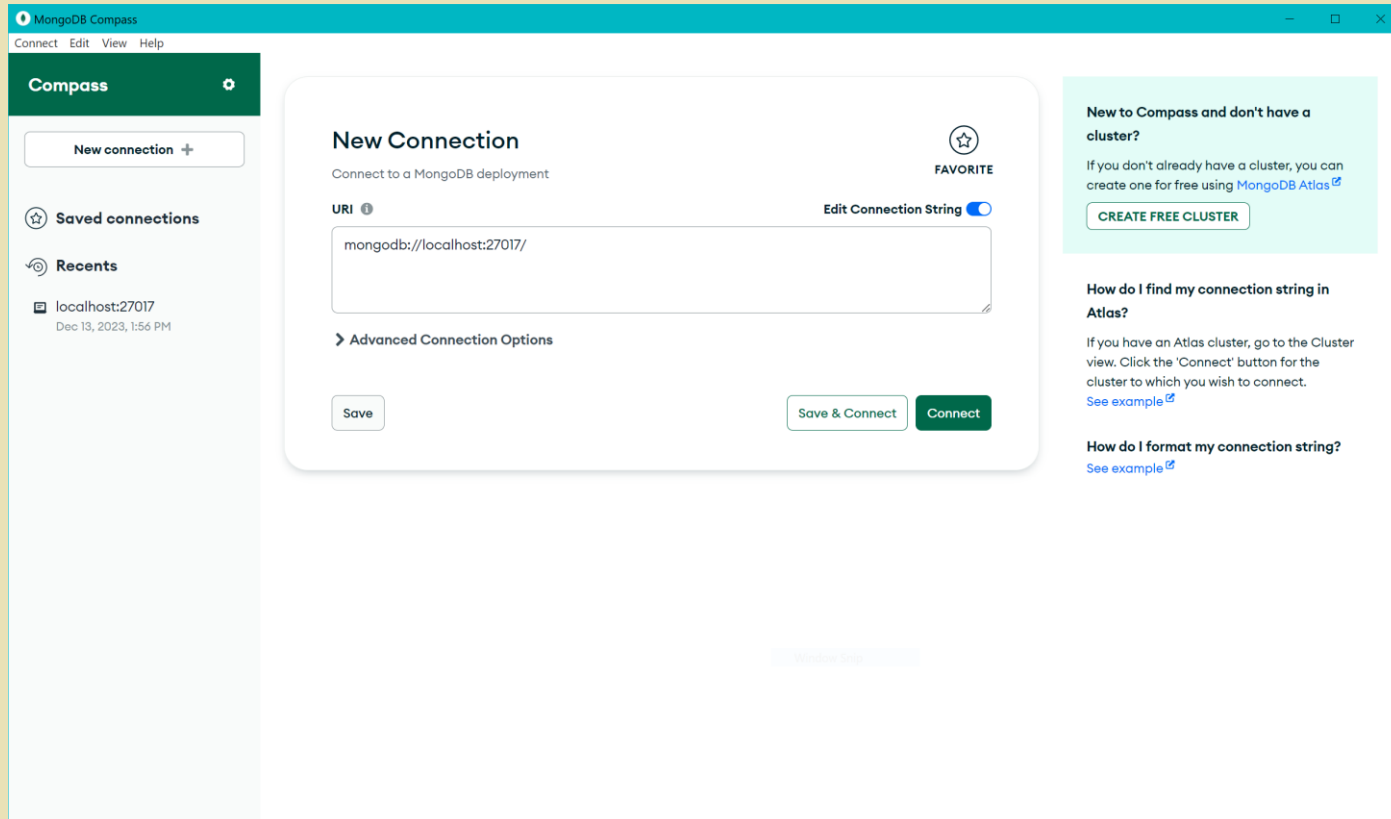 MongoDB Compass
Connect Edit View Help
Compass
New connection
Saved connections
Recents
localhost:27017
Dec 13, 2023, 1:56 PM
New Connection
Connect to a MongoDB deployment
FAVORITE
URI
Edit Connection String
mongodb://localhost:27017/
Advanced Connection Options
Save
Save & Connect
Connect
New to Compass and don't have a
cluster?
If you don't already have a cluster, you can
create one for free using MongoDB Atlas
CREATE FREE CLUSTER
How do I find my connection string in
Atlas?
If you have an Atlas cluster, go to the Cluster
view. Click the 'Connect' button for the
cluster to which you wish to connect.
See example
How do I format my connection string?
See example